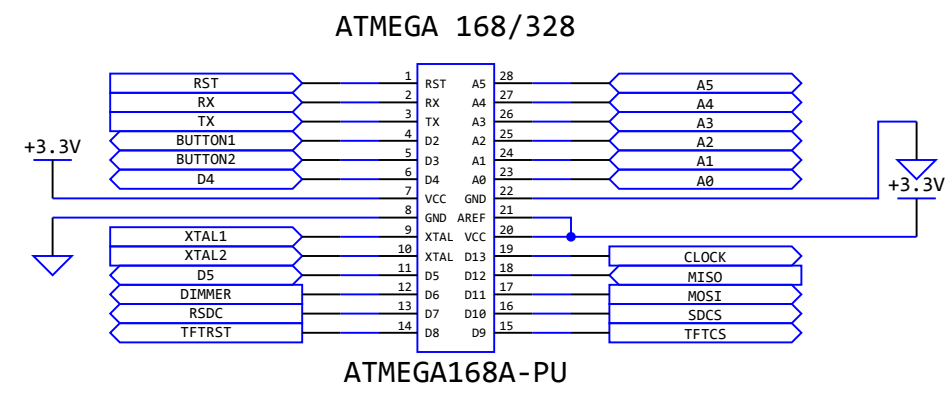 ATMEGA 168/328
RST 1 RST A5 28 A5
RX 2 RX A4 27 A4
TX 3 TX A3 26 A3
BUTTON1 4 D2 A2 25 A2
+3.3V
BUTTON2 5 D3 A1 24 A1
D4 6 D4 A0 23 A0
+3.3V
7 VCC GND 22
8 GND AREF 21
XTAL1 9 XTAL VCC 20
XTAL2 10 XTAL D13 19 CLOCK
D5 11 D5 D12 18 MISO
DIMMER 12 D6 D11 17 MOSI
RSDC 13 D7 D10 16 SDCS
TFTRST 14 D8 D9 15 TFTCS
ATMEGA168A-PU